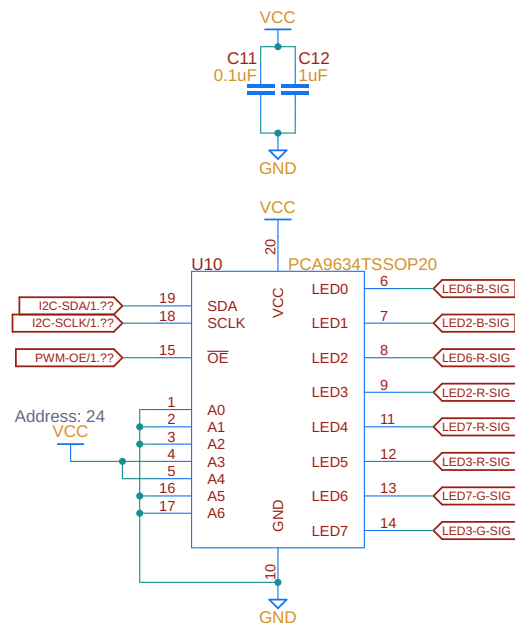 VCC
C11 C12
0.1uF 1uF
GND
VCC
20
U10 PCA9634TSSOP20
VCC
LED0 6 LED6-B-SIG
I2C-SDA/1.?? 19 SDA
I2C-SCLK/1.?? 18 SCLK LED1 7 LED2-B-SIG
PWM-OE/1.?? 15 OE LED2 8 LED6-R-SIG
LED3 9 LED2-R-SIG
1 A0
Address: 24 2 A1 LED4 11 LED7-R-SIG
VCC 3 A2
4 A3 LED5 12 LED3-R-SIG
5 A4
16 A5 LED6 13 LED7-G-SIG
17 A6
GND
LED7 14 LED3-G-SIG
10
GND